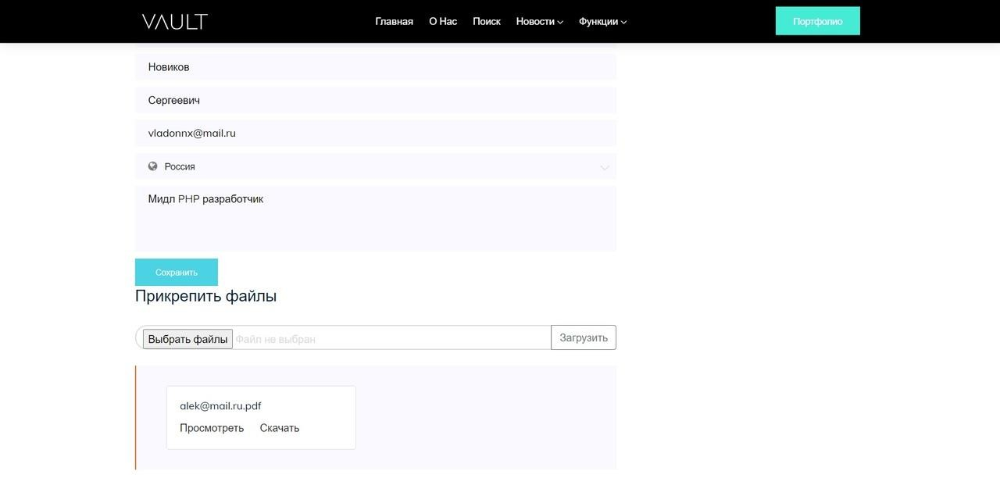 VAULT
Главная О Нас Поиск Новости Функции Портфолио
Новиков
Сергеевич
vladonnx@mail.ru
Россия
Мидл PHP разработчик
Сохранить
Прикрепить файлы
Выбрать файлы Файл не выбран Загрузить
alek@mail.ru.pdf
Просмотреть Скачать